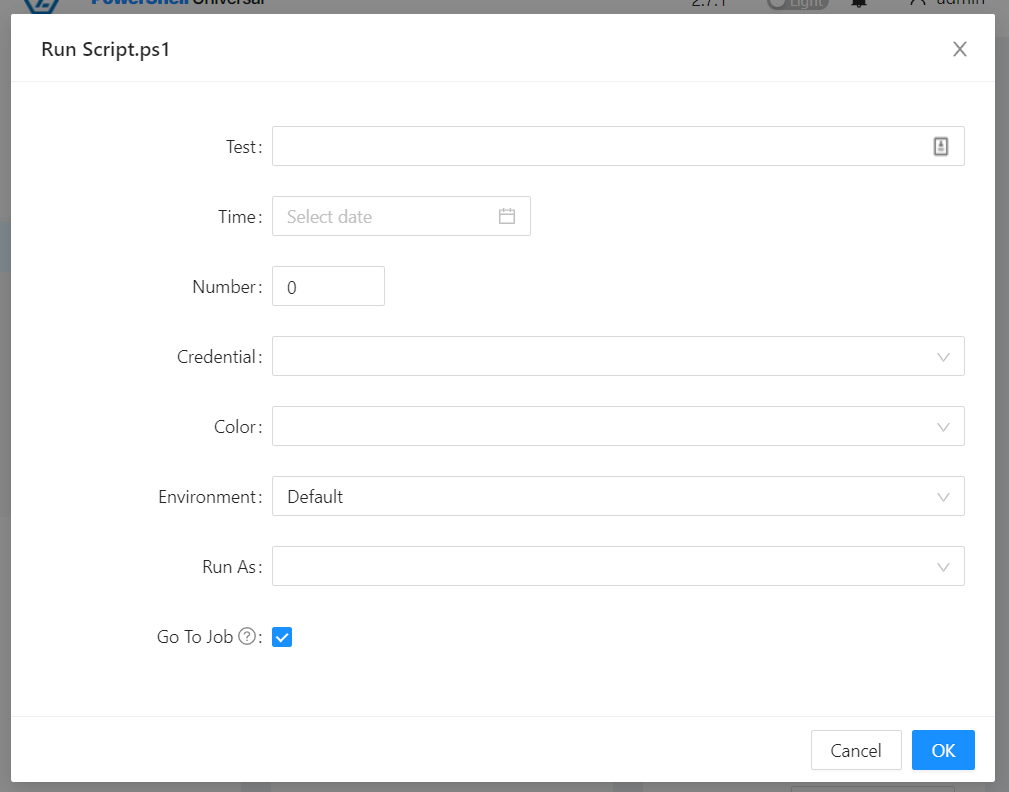 PowerShell Universal 2.7.1 Light admin
Run Script.ps1
Test:
Time: Select date
Number: 0
Credential:
Color:
Environment: Default
Run As:
Go To Job ?:
Cancel OK